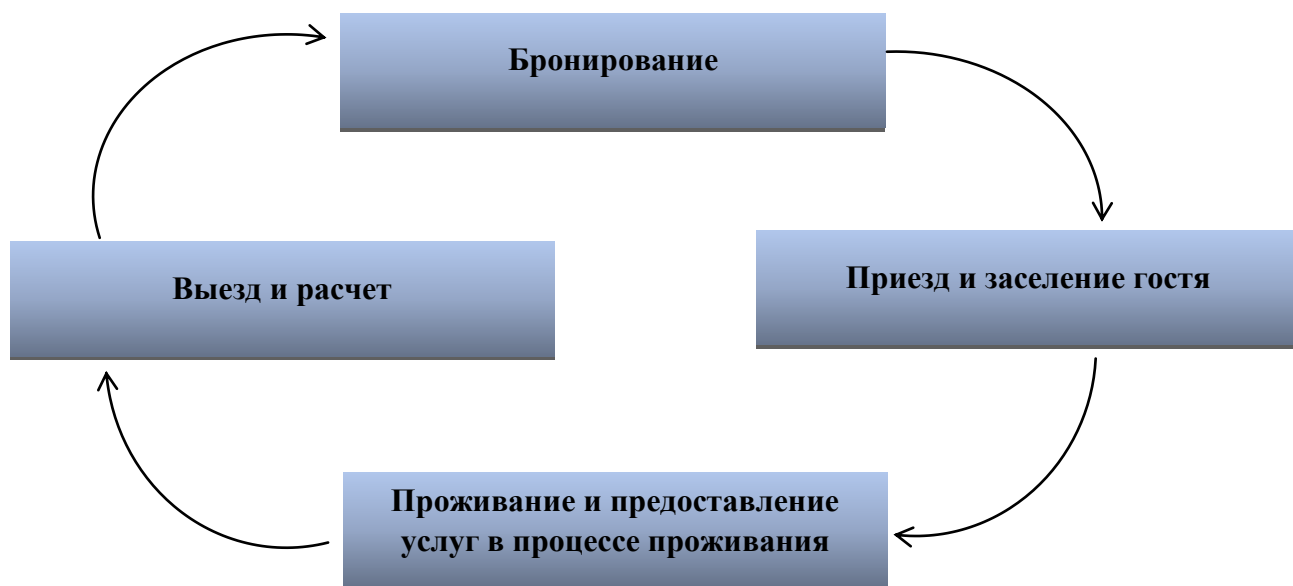 Бронирование
Приезд и заселение гостя
Проживание и предоставление
услуг в процессе проживания
Выезд и расчет